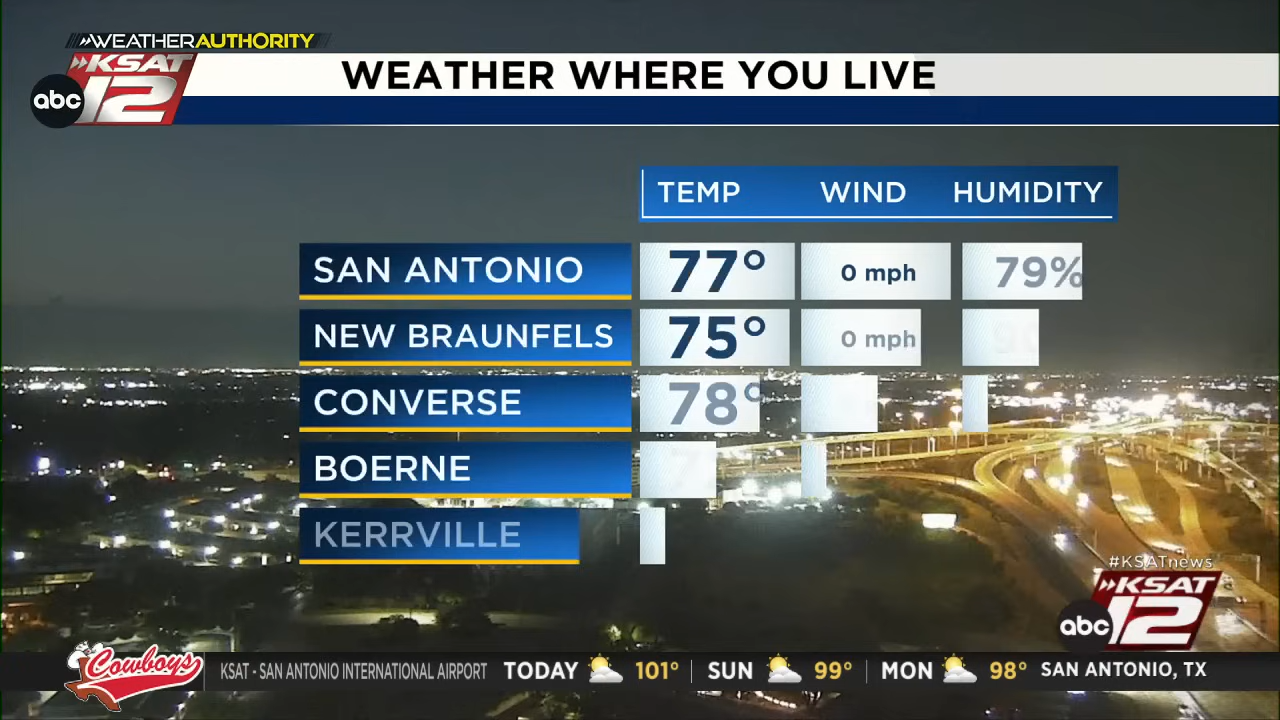 WEATHERAUTHORITY
KSAT
abc 12
WEATHER WHERE YOU LIVE
TEMP WIND HUMIDITY
SAN ANTONIO 77° 0 mph 79%
NEW BRAUNFELS 75° 0 mph
CONVERSE 78°
BOERNE
KERRVILLE
#KSATnews
KSAT
abc 12
Cowboys KSAT - SAN ANTONIO INTERNATIONAL AIRPORT TODAY 101° SUN 99° MON 98° SAN ANTONIO, TX